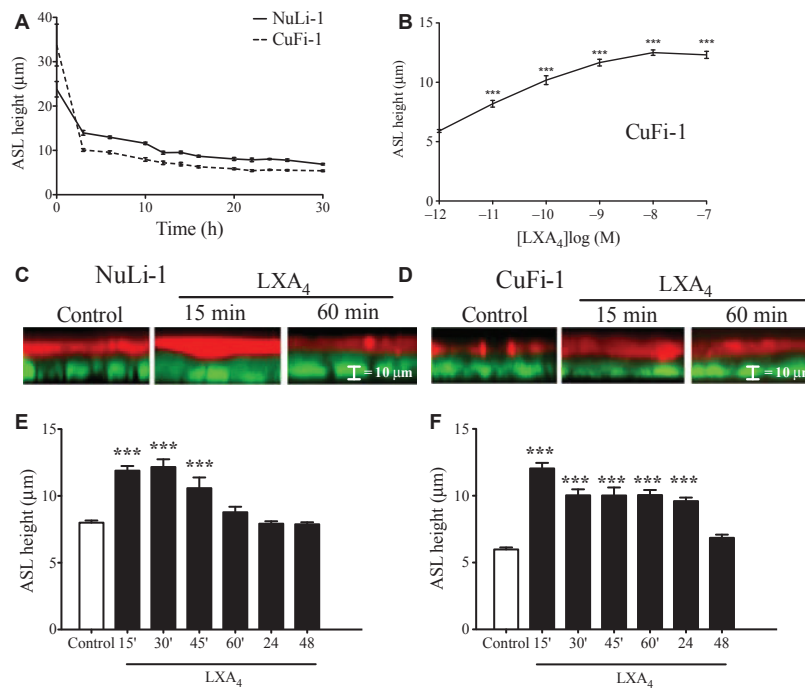 A
NuLi-1
CuFi-1
ASL height (µm)
40
30
20
10
0
0 10 20 30
Time (h)
B
ASL height (µm)
15
10
5
0
*** *** *** *** ***
CuFi-1
–12 –11 –10 –9 –8 –7
[LXA4]log (M)
C
NuLi-1
LXA4
Control 15 min 60 min
= 10 µm
D
CuFi-1
LXA4
Control 15 min 60 min
= 10 µm
E
ASL height (µm)
15
10
5
0
*** *** ***
Control 15' 30' 45' 60' 24 48
LXA4
F
ASL height (µm)
15
10
5
0
*** *** *** *** ***
Control 15' 30' 45' 60' 24 48
LXA4